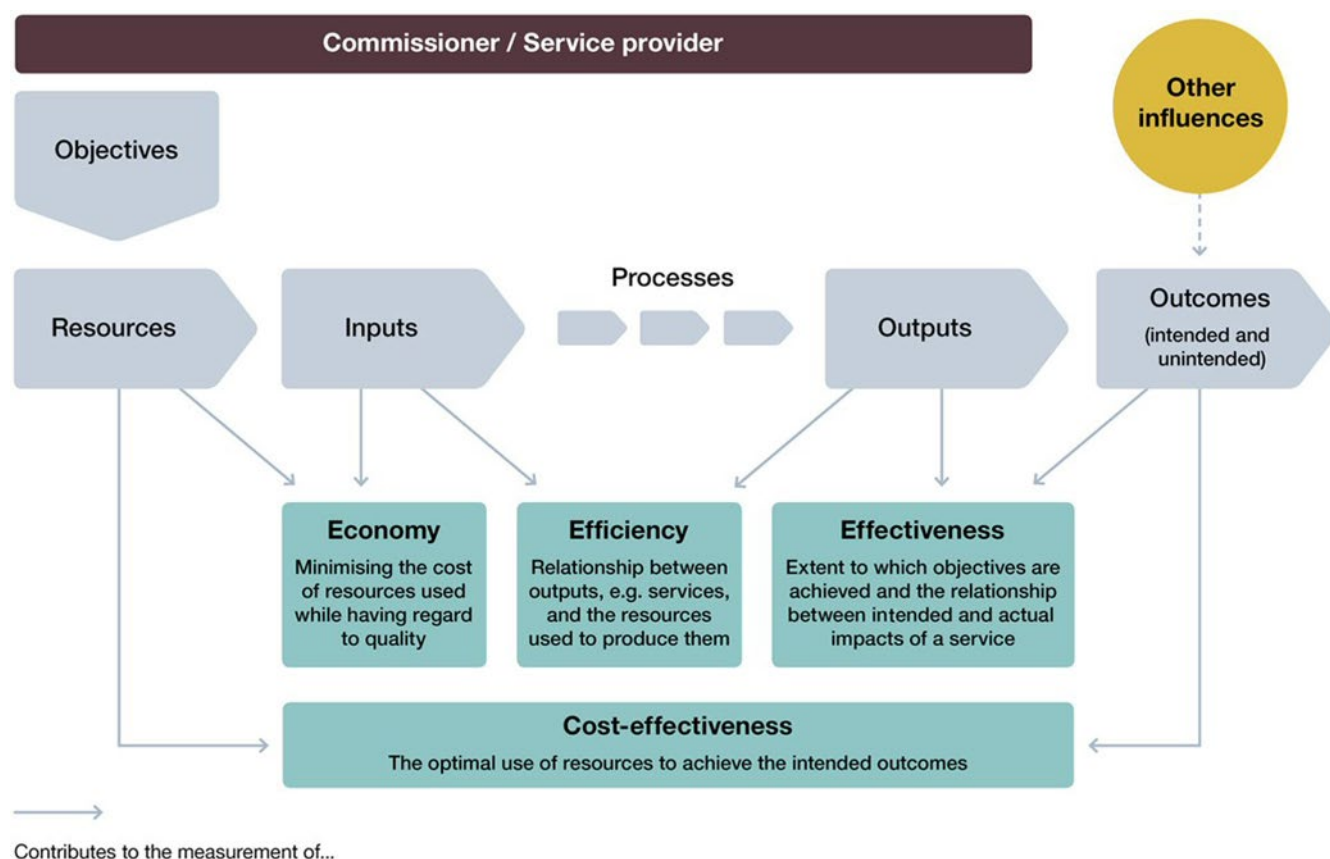 Commissioner / Service provider
Other
influences
Objectives
Resources
Inputs
Processes
Outputs
Outcomes
(intended and
unintended)
Economy
Minimising the cost
of resources used
while having regard
to quality
Efficiency
Relationship between
outputs, e.g. services,
and the resources
used to produce them
Effectiveness
Extent to which objectives are
achieved and the relationship
between intended and actual
impacts of a service
Cost-effectiveness
The optimal use of resources to achieve the intended outcomes
Contributes to the measurement of...